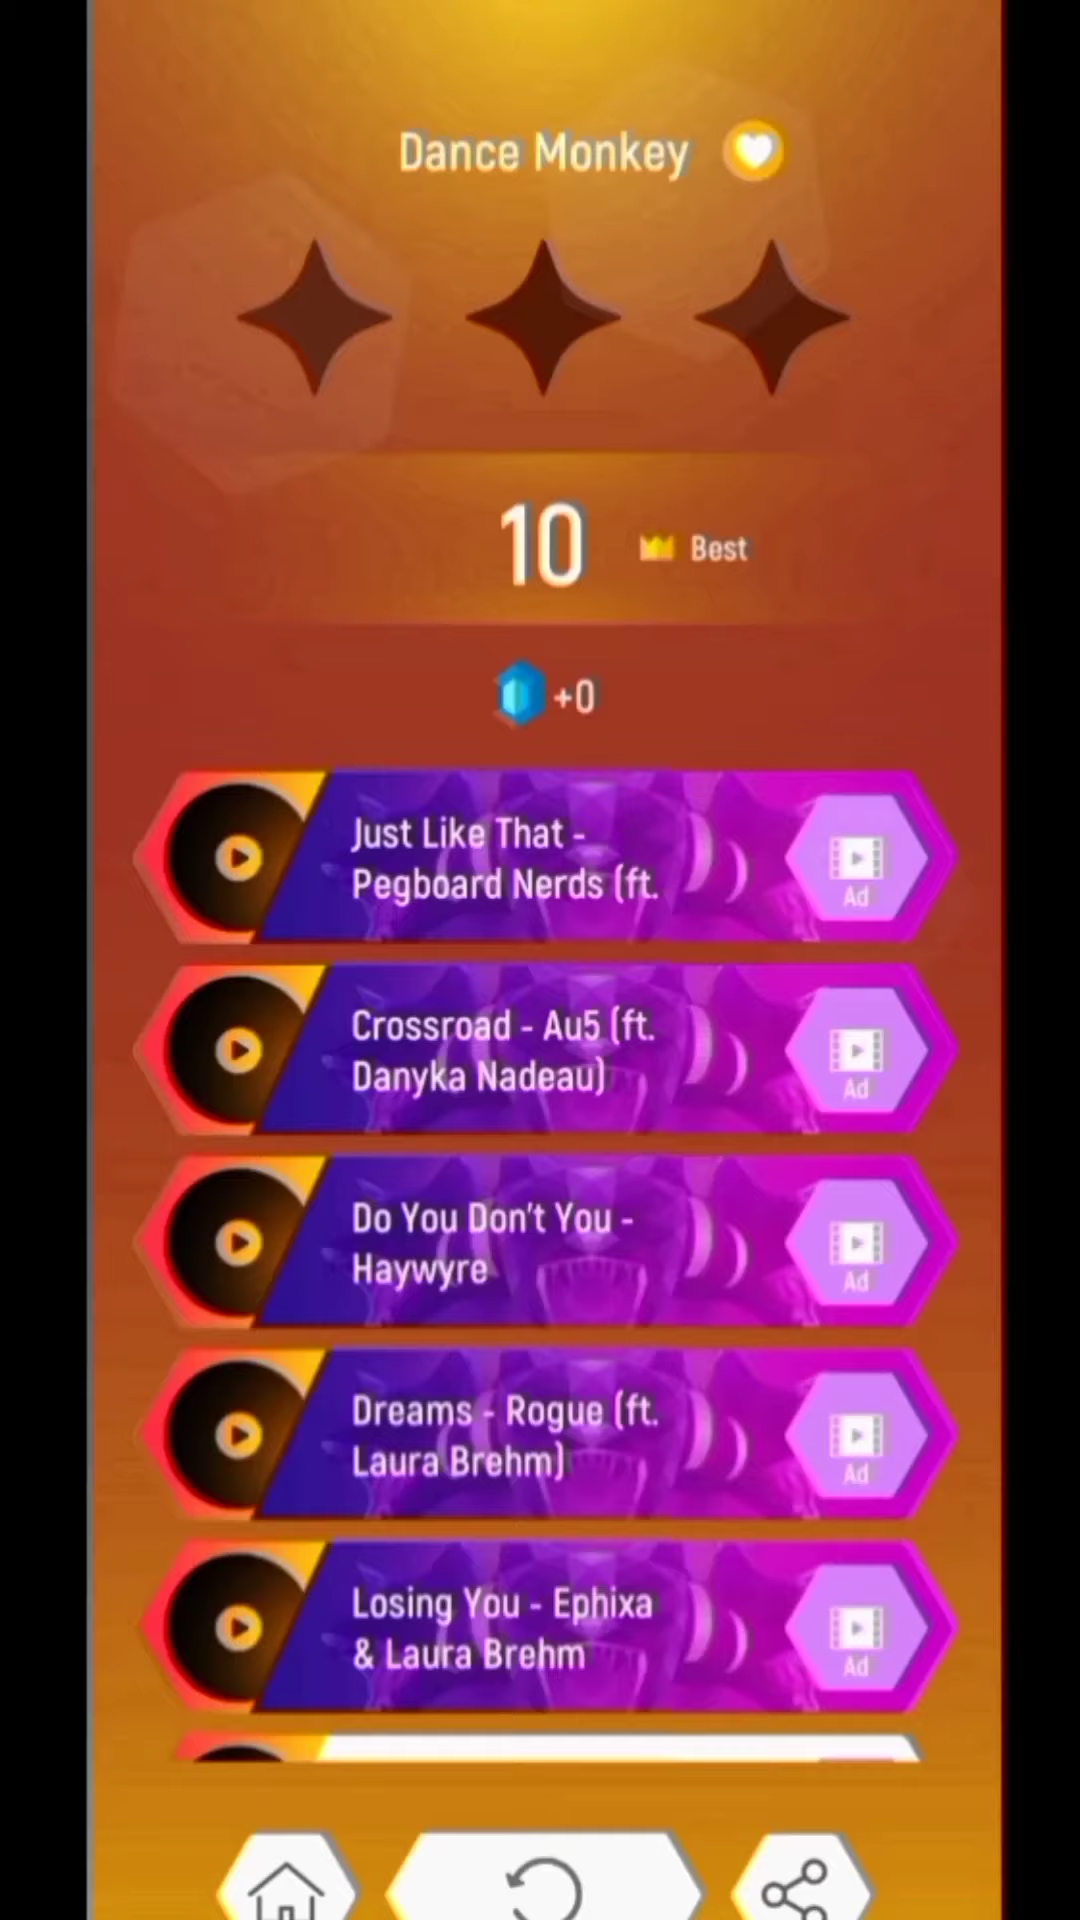 Dance Monkey
10 Best
+0
Just Like That -
Pegboard Nerds (ft.
Ad
Crossroad - Au5 (ft.
Danyka Nadeau)
Ad
Do You Don't You -
Haywyre
Ad
Dreams - Rogue (ft.
Laura Brehm)
Ad
Losing You - Ephixa
& Laura Brehm
Ad